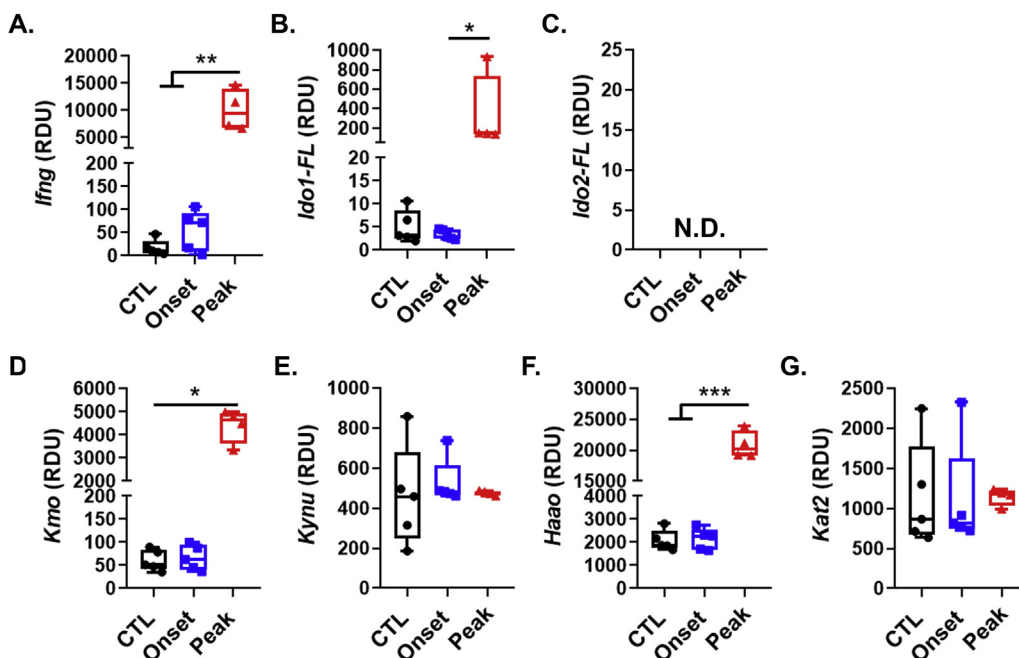 A.
Ifng (RDU)
20000
15000
10000
5000
200
150
100
50
0
**
CTL
Onset
Peak
B.
Ido1-FL (RDU)
1000
800
600
400
200
20
15
10
5
0
*
CTL
Onset
Peak
C.
Ido2-FL (RDU)
25
20
15
10
5
0
N.D.
CTL
Onset
Peak
D
Kmo (RDU)
6000
5000
4000
3000
2000
150
100
50
0
*
CTL
Onset
Peak
E.
Kynu (RDU)
1000
800
600
400
200
0
CTL
Onset
Peak
F.
Haao (RDU)
30000
25000
20000
15000
4000
3000
2000
1000
0
***
CTL
Onset
Peak
G.
Kat2 (RDU)
2500
2000
1500
1000
500
0
CTL
Onset
Peak